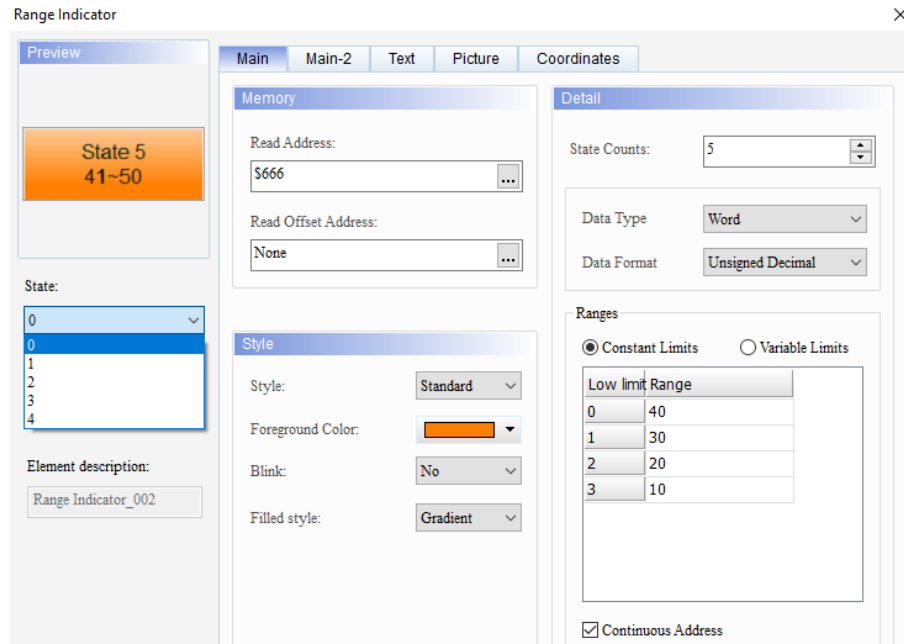 Range Indicator
Preview
State 5
41~50
State:
0
0
1
2
3
4
Element description:
Range Indicator_002
Main
Main-2
Text
Picture
Coordinates
Memory
Read Address:
$666
...
Read Offset Address:
None
...
Style
Style:
Standard
Foreground Color:
Blink:
No
Filled style:
Gradient
Detail
State Counts:
5
Data Type
Word
Data Format
Unsigned Decimal
Ranges
Constant Limits
Variable Limits
Low limit Range
0 40
1 30
2 20
3 10
Continuous Address